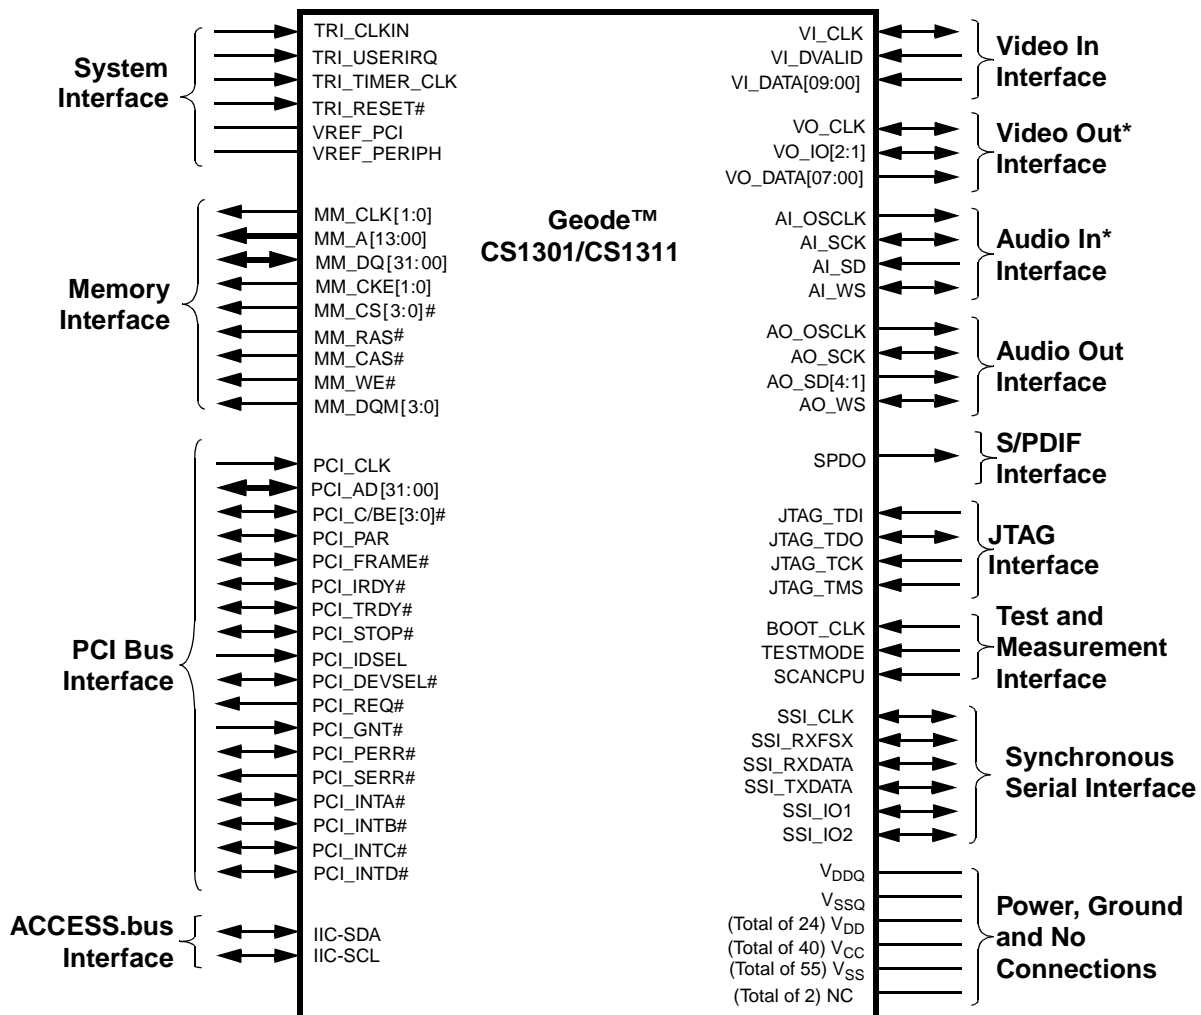 System
Interface
TRI_CLKIN
TRI_USERIRQ
TRI_TIMER_CLK
TRI_RESET#
VREF_PCI
VREF_PERIPH
Memory
Interface
MM_CLK[1:0]
MM_A[13:00]
MM_DQ[31:00]
MM_CKE[1:0]
MM_CS[3:0]#
MM_RAS#
MM_CAS#
MM_WE#
MM_DQM[3:0]
PCI Bus
Interface
PCI_CLK
PCI_AD[31:00]
PCI_C/BE[3:0]#
PCI_PAR
PCI_FRAME#
PCI_IRDY#
PCI_TRDY#
PCI_STOP#
PCI_IDSEL
PCI_DEVSEL#
PCI_REQ#
PCI_GNT#
PCI_PERR#
PCI_SERR#
PCI_INTA#
PCI_INTB#
PCI_INTC#
PCI_INTD#
ACCESS.bus
Interface
IIC-SDA
IIC-SCL
Geode™
CS1301/CS1311
VI_CLK
VI_DVALID
VI_DATA[09:00]
Video In
Interface
VO_CLK
VO_IO[2:1]
VO_DATA[07:00]
Video Out*
Interface
AI_OSCLK
AI_SCK
AI_SD
AI_WS
Audio In*
Interface
AO_OSCLK
AO_SCK
AO_SD[4:1]
AO_WS
Audio Out
Interface
SPDO
S/PDIF
Interface
JTAG_TDI
JTAG_TDO
JTAG_TCK
JTAG_TMS
JTAG
Interface
BOOT_CLK
TESTMODE
SCANCPU
Test and
Measurement
Interface
SSI_CLK
SSI_RXFSX
SSI_RXDATA
SSI_TXDATA
SSI_IO1
SSI_IO2
Synchronous
Serial Interface
VDDQ
VSSQ
(Total of 24) VDD
(Total of 40) VCC
(Total of 55) VSS
(Total of 2) NC
Power, Ground
and No
Connections